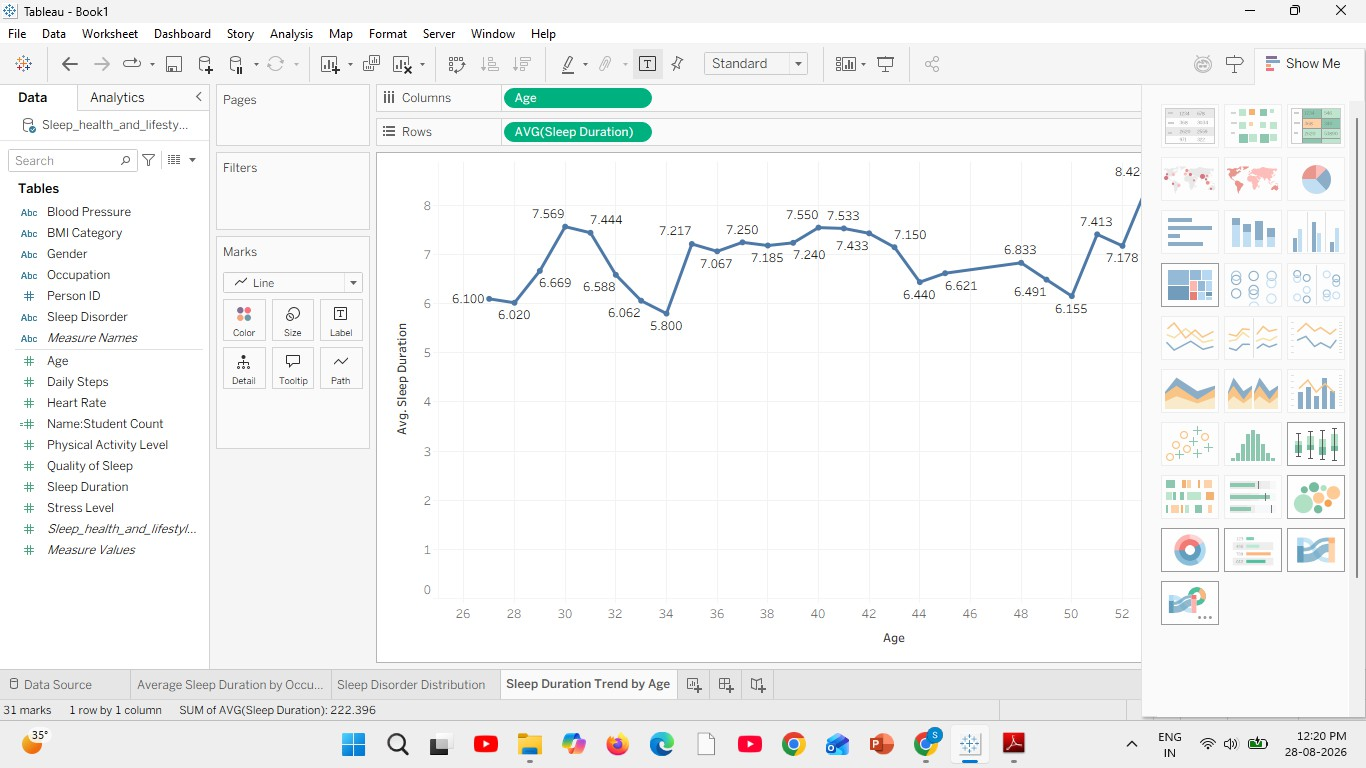 Tableau - Book1
File Data Worksheet Dashboard Story Analysis Map Format Server Window Help
Standard
Show Me
Data Analytics
Sleep_health_and_lifesty...
Search
Tables
Abc Blood Pressure
Abc BMI Category
Abc Gender
Abc Occupation
Person ID
Abc Sleep Disorder
Abc Measure Names
Age
Daily Steps
Heart Rate
Name:Student Count
Physical Activity Level
Quality of Sleep
Sleep Duration
Stress Level
Sleep_health_and_lifestyl...
Measure Values
Pages
Filters
Marks
Line
Color Size Label
Detail Tooltip Path
Columns Age
Rows AVG(Sleep Duration)
Avg. Sleep Duration
8
7
6
5
4
3
2
1
0
6.100
6.020
6.669
7.569
7.444
6.588
6.062
5.800
7.217
7.067
7.250
7.185
7.240
7.550
7.533
7.433
7.150
6.440
6.621
6.833
6.491
6.155
7.413
7.178
8.42
26 28 30 32 34 36 38 40 42 44 46 48 50 52
Age
Data Source Average Sleep Duration by Occu... Sleep Disorder Distribution Sleep Duration Trend by Age
31 marks 1 row by 1 column SUM of AVG(Sleep Duration): 222.396
35°
S
ENG
IN
12:20 PM
28-08-2026